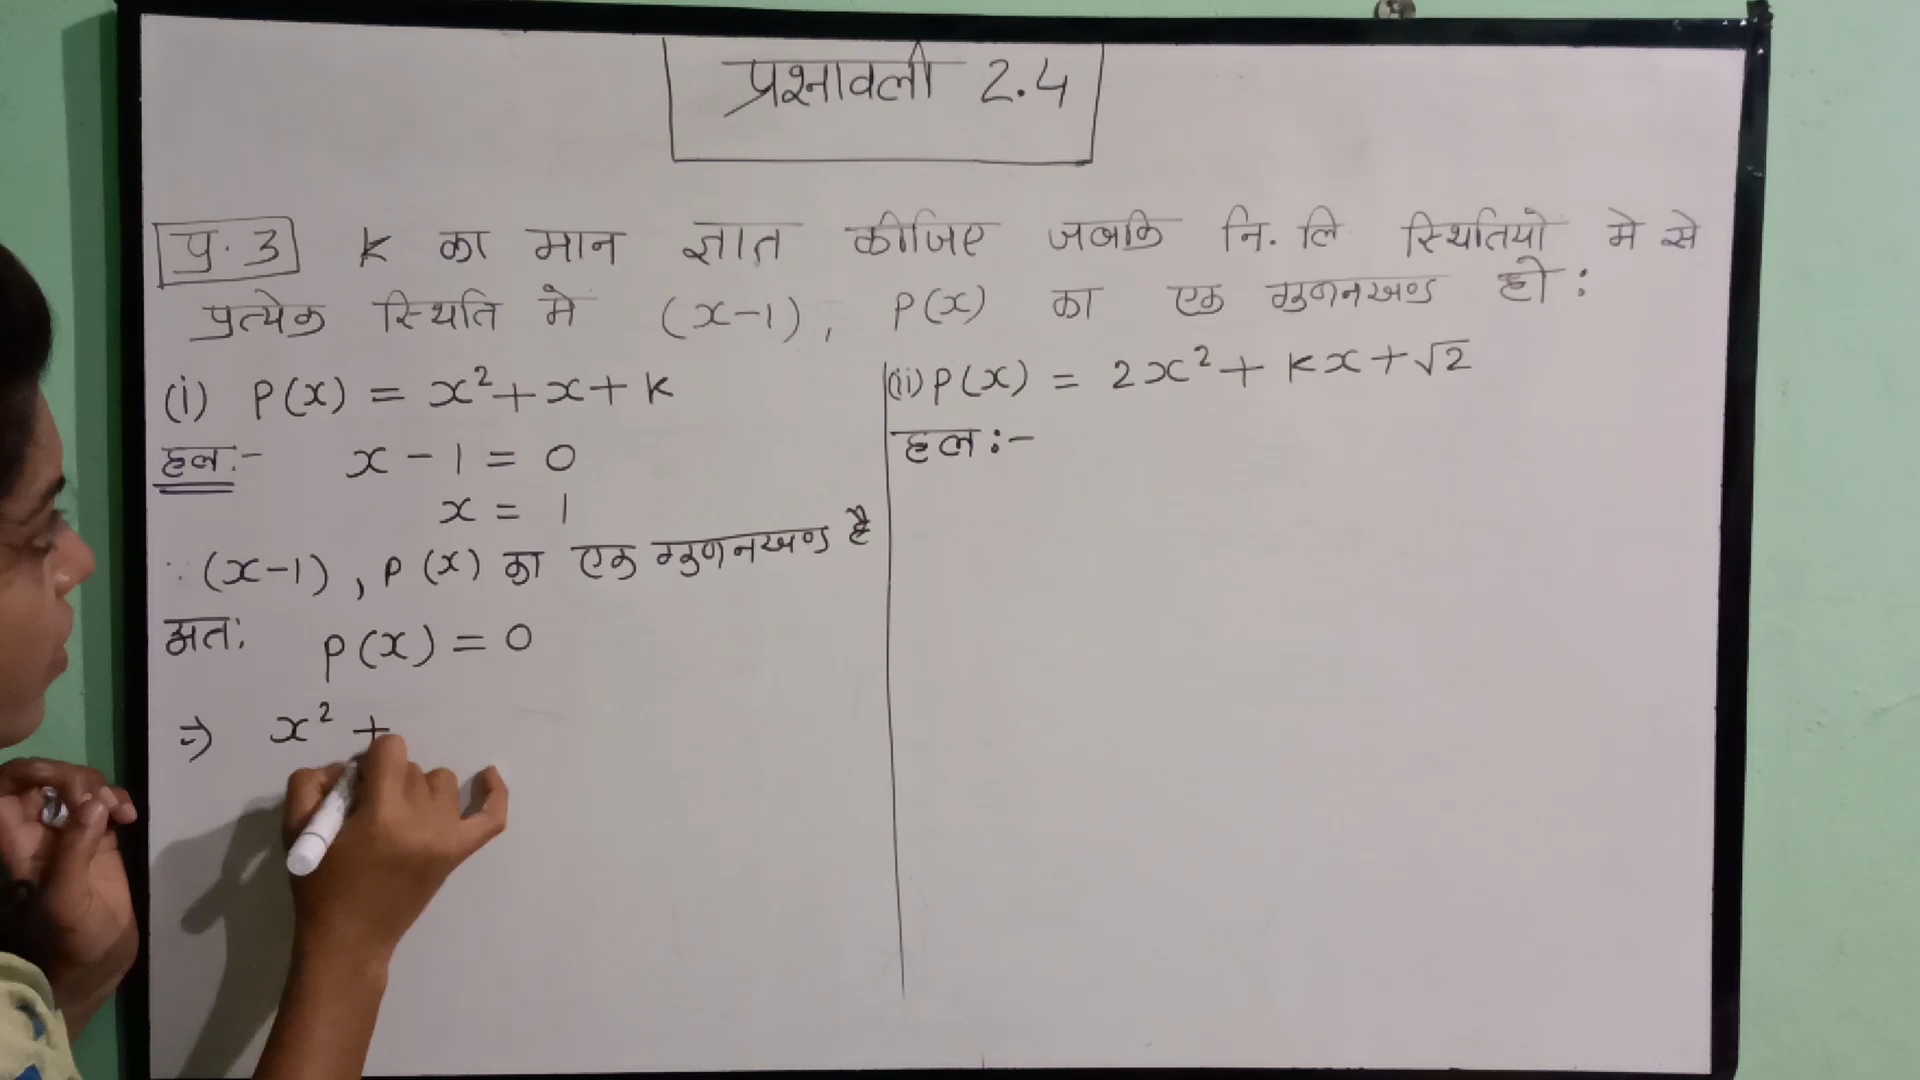 प्रश्नावली 2.4
प्र. 3 K का मान ज्ञात कीजिए जबकि नि. लि स्थितियो मे से
प्रत्येक स्थिति मे (x-1), P(x) का एक गुणनखण्ड हो:
(i) P(x) = x²+x+K
हल:- x - 1 = 0
x = 1
∵ (x-1), P(x) का एक गुणनखण्ड है
अत: P(x) = 0
⇒ x² +
(ii) P(x) = 2x² + Kx + √2
हल:-